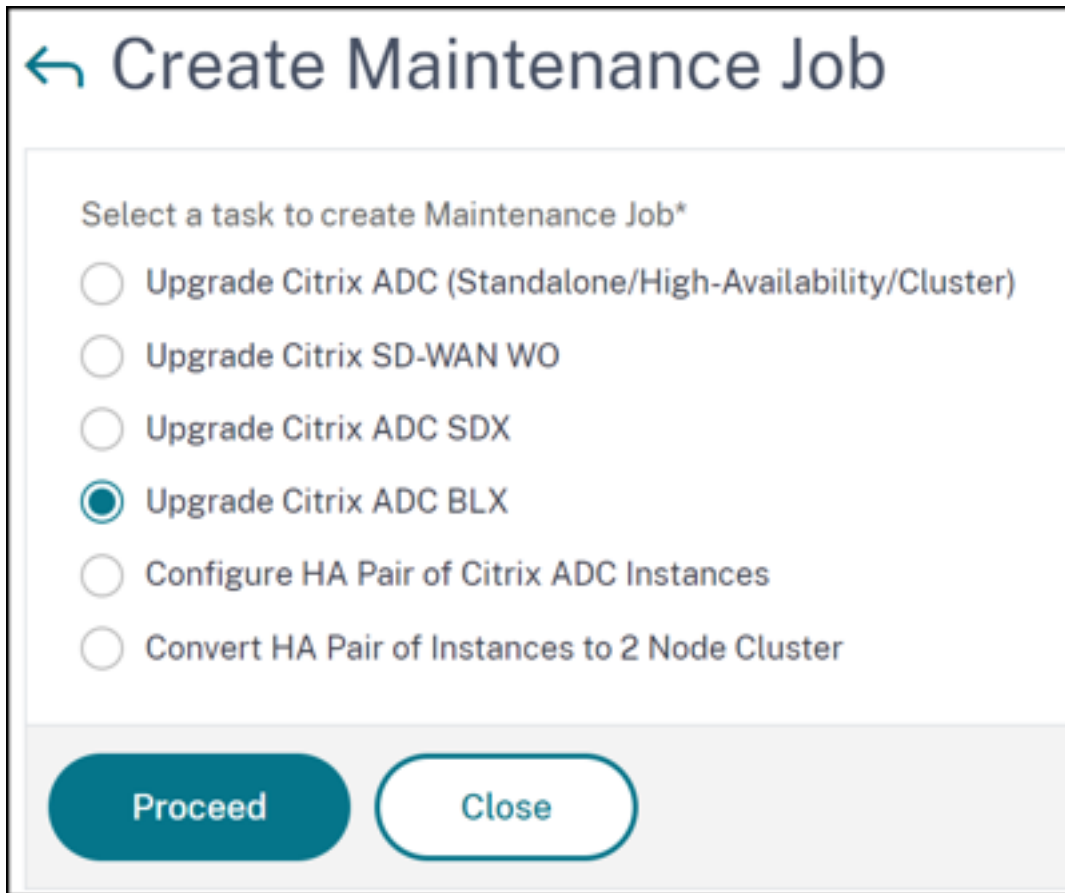 Create Maintenance Job
Select a task to create Maintenance Job*
Upgrade Citrix ADC (Standalone/High-Availability/Cluster)
Upgrade Citrix SD-WAN WO
Upgrade Citrix ADC SDX
Upgrade Citrix ADC BLX
Configure HA Pair of Citrix ADC Instances
Convert HA Pair of Instances to 2 Node Cluster
Proceed Close